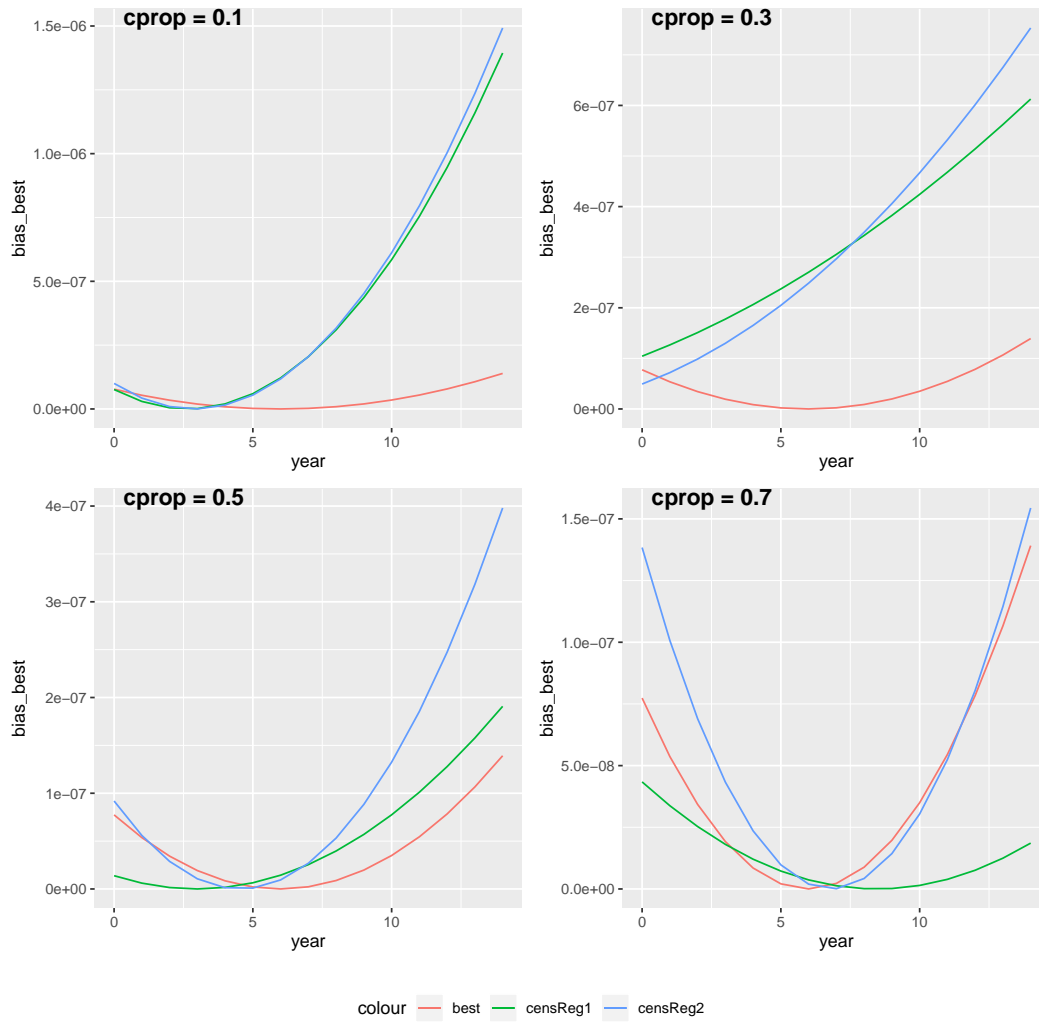 cprop = 0.1
1.5e−06
1.0e−06
5.0e−07
0.0e+00
bias_best
0
5
10
year
cprop = 0.3
6e−07
4e−07
2e−07
0e+00
bias_best
0
5
10
year
cprop = 0.5
4e−07
3e−07
2e−07
1e−07
0e+00
bias_best
0
5
10
year
cprop = 0.7
1.5e−07
1.0e−07
5.0e−08
0.0e+00
bias_best
0
5
10
year
colour best censReg1 censReg2